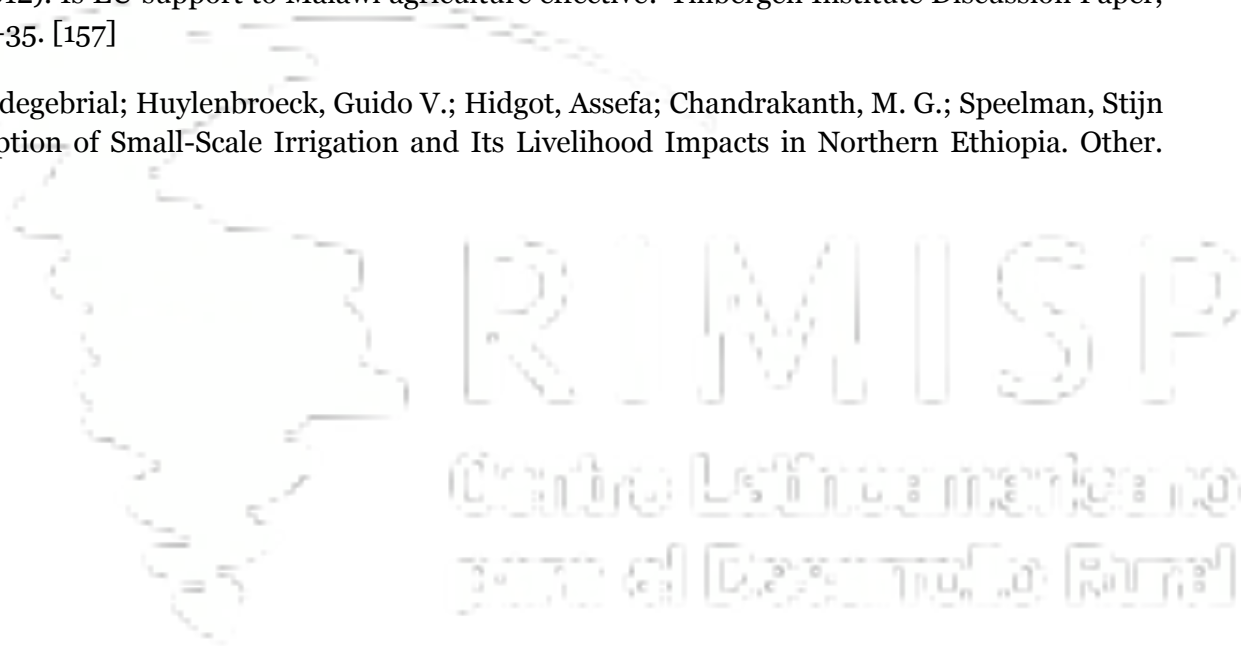 012). Is EU support to Malawi agriculture effective? Tinbergen Institute Discussion Paper,
-35. [157]
degebrial; Huylenbroeck, Guido V.; Hidgot, Assefa; Chandrakanth, M. G.; Speelman, Stijn
ption of Small-Scale Irrigation and Its Livelihood Impacts in Northern Ethiopia. Other.
RIMISP
Centro Latinoamericano
para el Desarrollo Rural